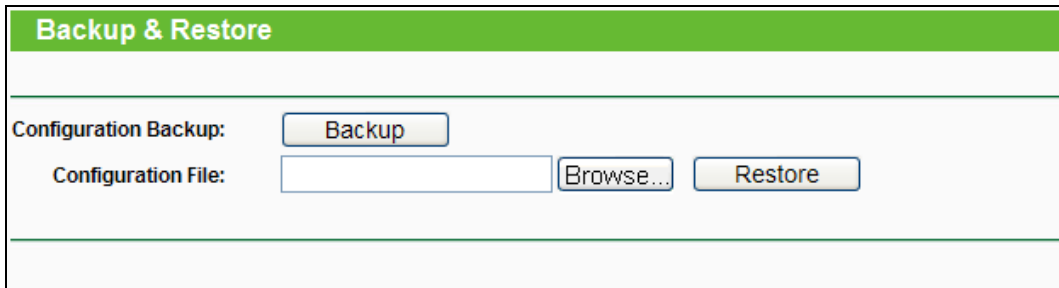 Backup & Restore
Configuration Backup: Backup
Configuration File: Browse... Restore